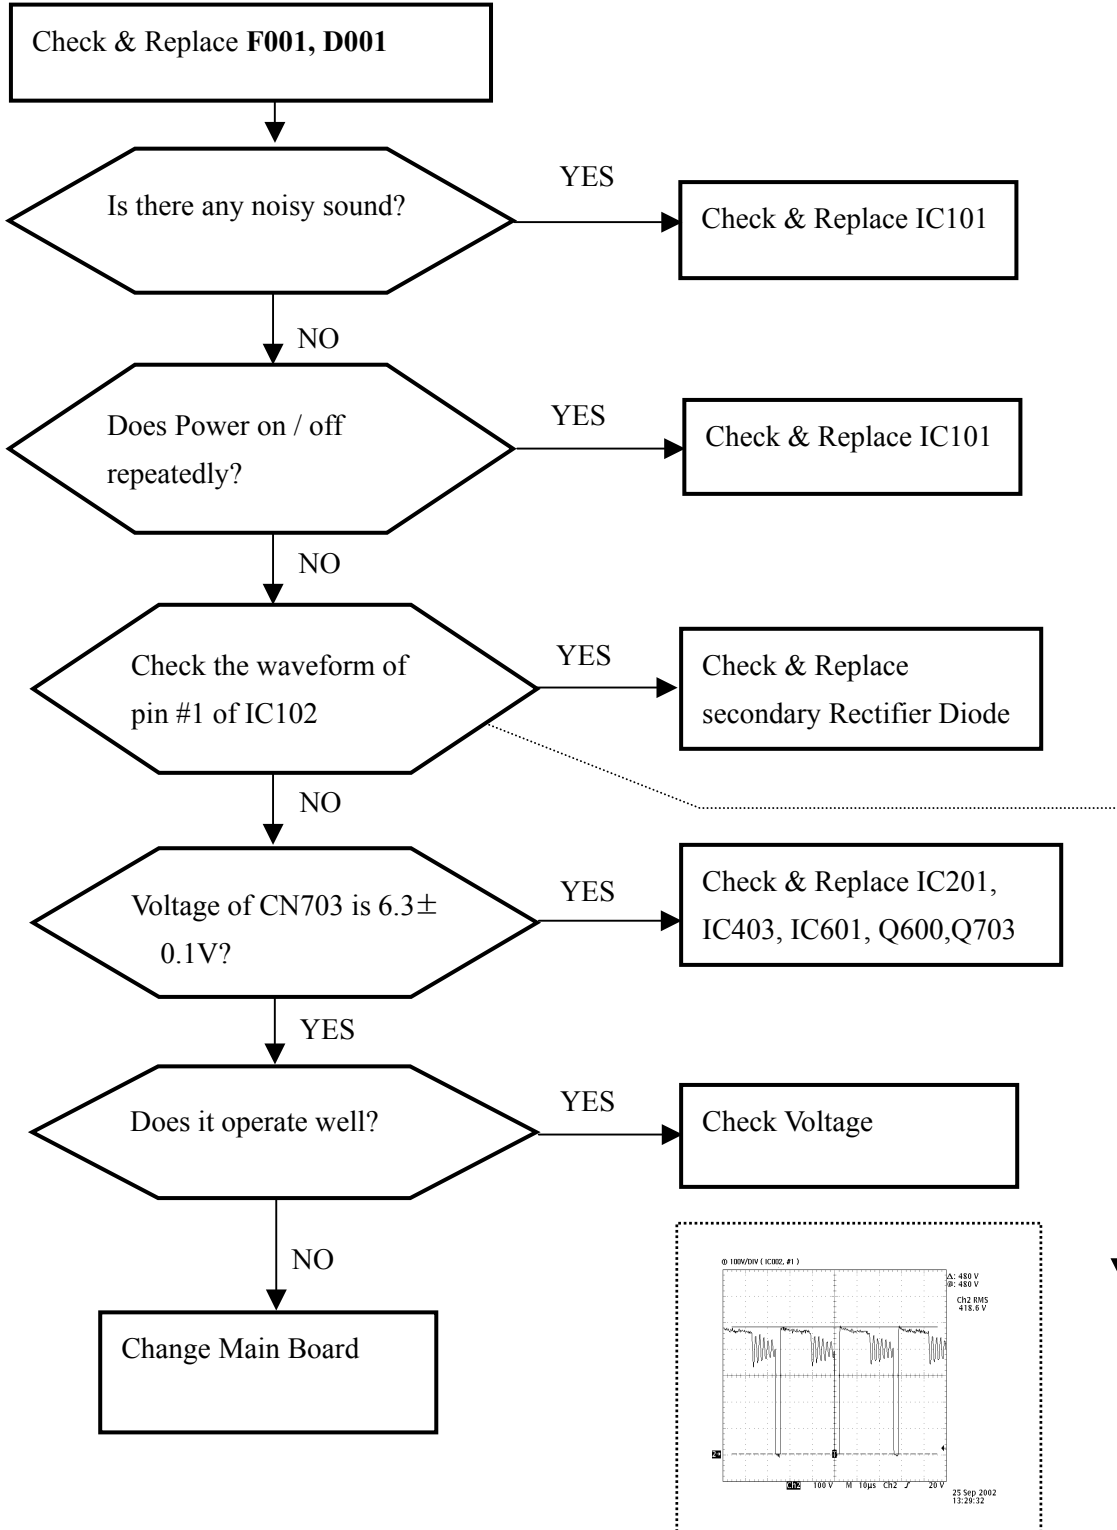 Check & Replace F001, D001
Is there any noisy sound?
YES
Check & Replace IC101
NO
Does Power on / off
repeatedly?
YES
Check & Replace IC101
NO
Check the waveform of
pin #1 of IC102
YES
Check & Replace
secondary Rectifier Diode
NO
Voltage of CN703 is 6.3±
0.1V?
YES
Check & Replace IC201,
IC403, IC601, Q600,Q703
YES
Does it operate well?
YES
Check Voltage
NO
Change Main Board
① 100V/DIV ( IC002, #1 )
Δ: 480 V
@: 480 V
Ch2 RMS
418.6 V
2→
T
Ch2 100 V M 10µs Ch2 ƒ 20 V
25 Sep 2002
13:29:32